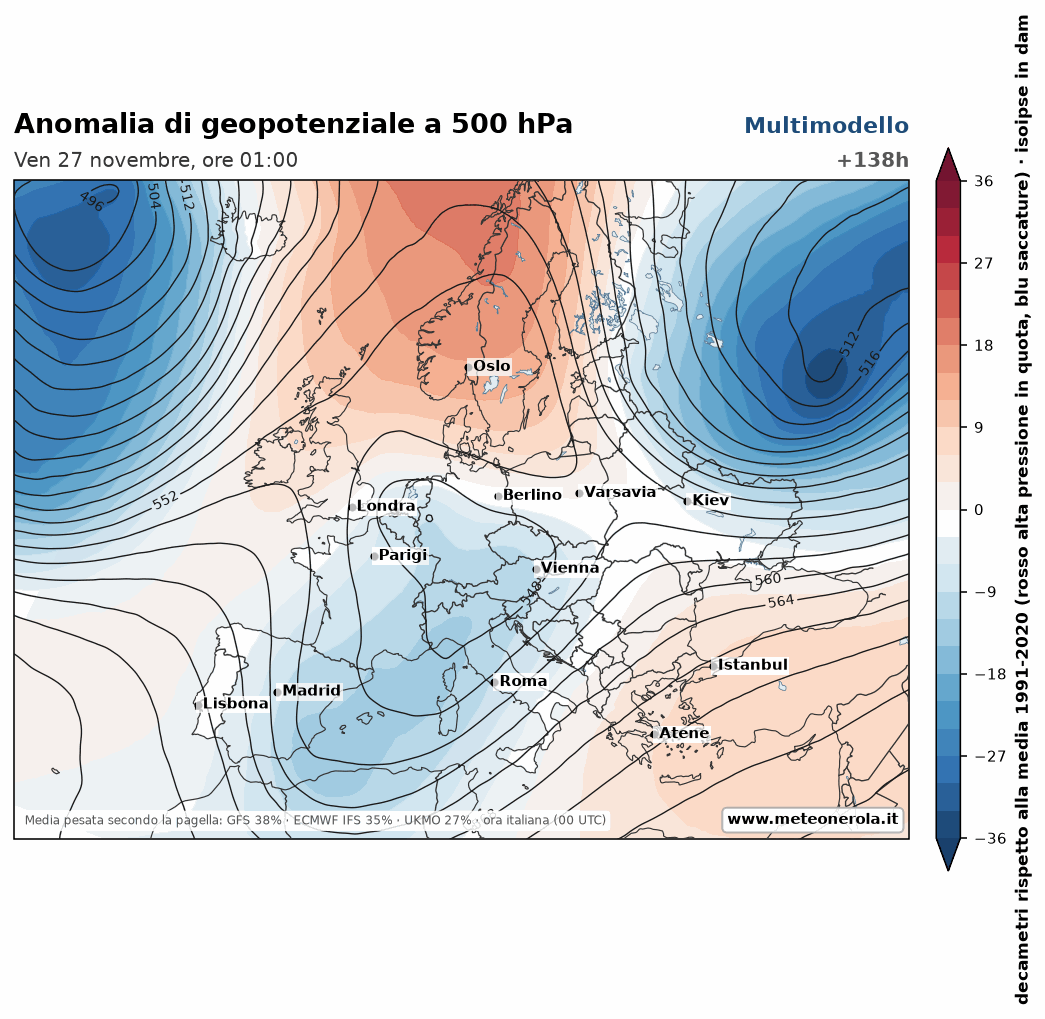 Anomalia di geopotenziale a 500 hPa
Multimodello
Ven 27 novembre, ore 01:00
+138h
496
504
512
512
516
552
548
560
564
Oslo
Berlino
Varsavia
Kiev
Londra
Parigi
Vienna
Istanbul
Roma
Madrid
Lisbona
Atene
Media pesata secondo la pagella: GFS 38% · ECMWF IFS 35% · UKMO 27% · ora italiana (00 UTC)
www.meteonerola.it
36
27
18
9
0
−9
−18
−27
−36
decametri rispetto alla media 1991-2020 (rosso alta pressione in quota, blu saccature) · isoipse in dam